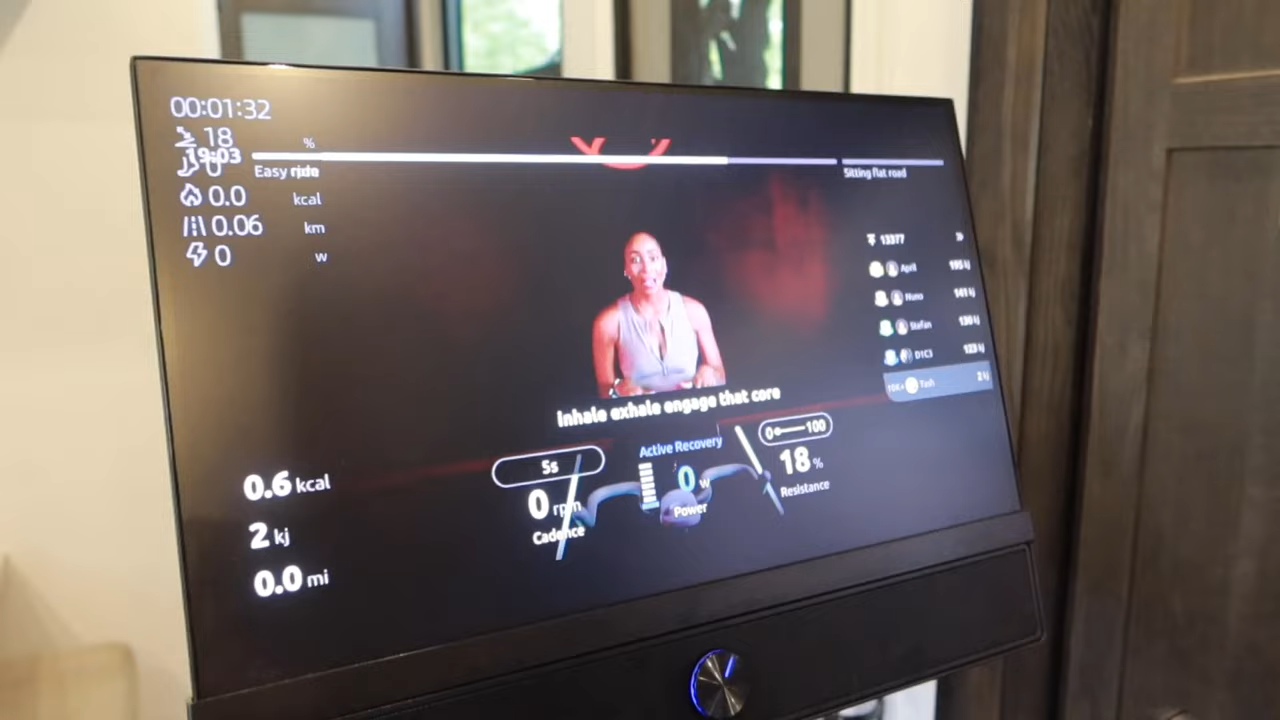 00:01:32
18 %
19:03
0
Easy ride
Sitting flat road
0.0 kcal
0.06 km
0 w
13377
April 195 kj
Nuno 141 kj
Stefan 130 kj
D1C3 123 kj
10K+ Tash 2 kj
Inhale exhale engage that core
5s
Active Recovery
0 100
0 rpm
0 w
18 %
Cadence
Power
Resistance
0.6 kcal
2 kj
0.0 mi